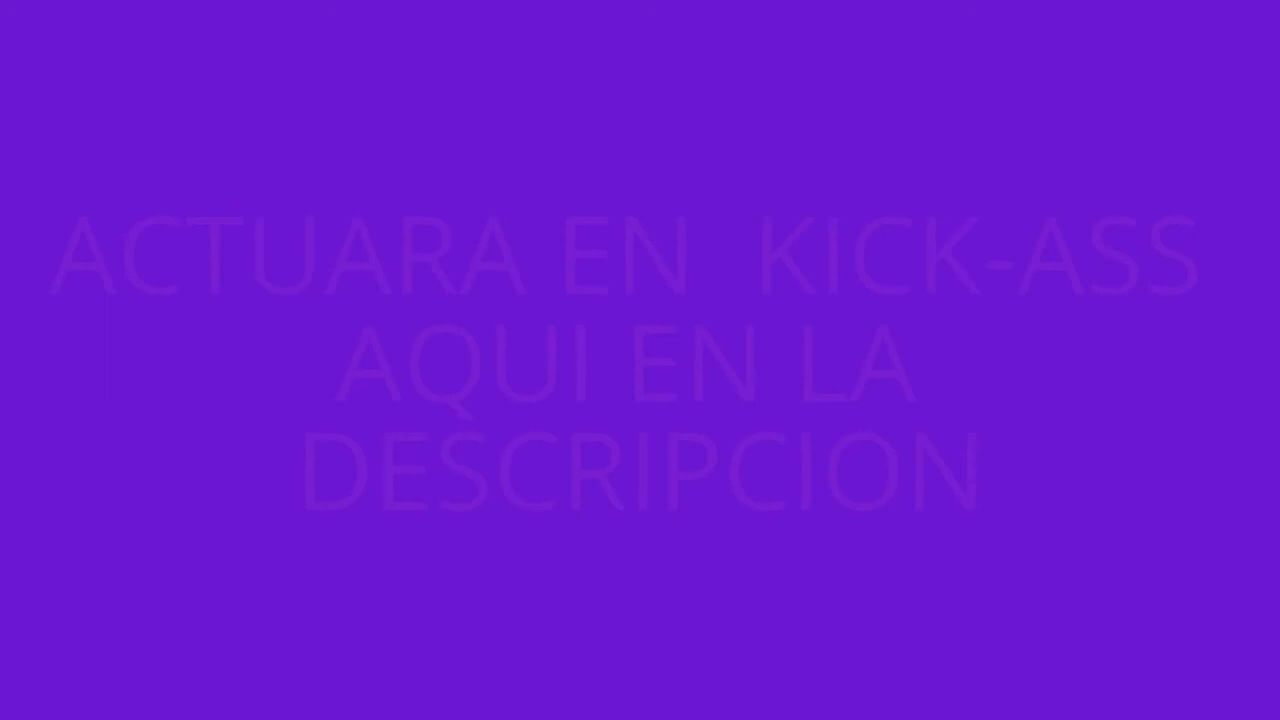 ACTUARA EN  KICK-ASS
AQUI EN LA
DESCRIPCION